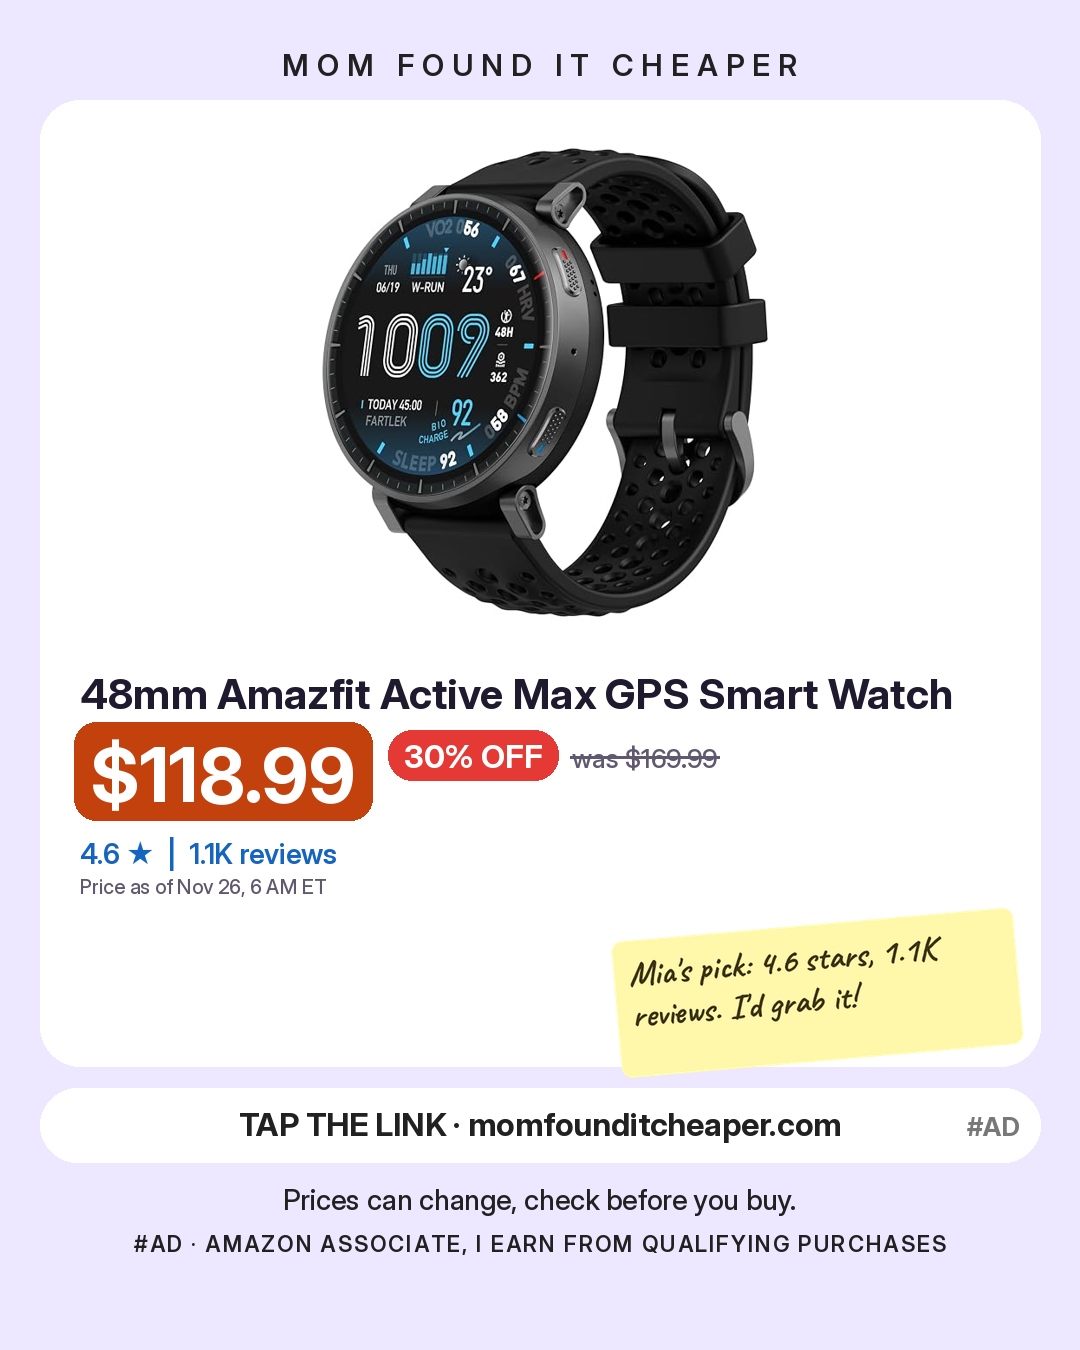 MOM FOUND IT CHEAPER
VO2 056
THU
06/19
W-RUN
23°
67 HRV
1009
48H
362
TODAY 45:00
FARTLEK
BIO
CHARGE
92
058 BPM
SLEEP 92
48mm Amazfit Active Max GPS Smart Watch
$118.99 30% OFF was $169.99
4.6 ★ | 1.1K reviews
Price as of Nov 26, 6 AM ET
Mia's pick: 4.6 stars, 1.1K
reviews. I'd grab it!
TAP THE LINK · momfounditcheaper.com #AD
Prices can change, check before you buy.
#AD · AMAZON ASSOCIATE, I EARN FROM QUALIFYING PURCHASES